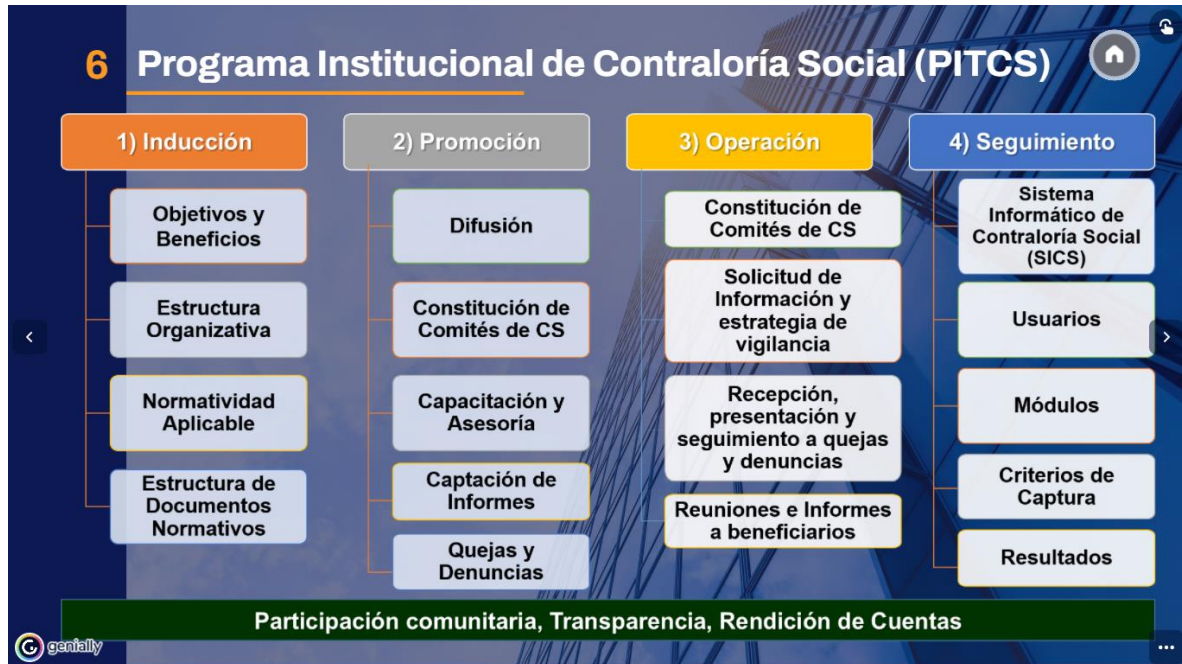 6 Programa Institucional de Contraloría Social (PITCS)
1) Inducción
Objetivos y
Beneficios
Estructura
Organizativa
Normatividad
Aplicable
Estructura de
Documentos
Normativos
2) Promoción
Difusión
Constitución de
Comités de CS
Capacitación y
Asesoría
Captación de
Informes
Quejas y
Denuncias
3) Operación
Constitución de
Comités de CS
Solicitud de
Información y
estrategia de
vigilancia
Recepción,
presentación y
seguimiento a quejas
y denuncias
Reuniones e Informes
a beneficiarios
4) Seguimiento
Sistema
Informático de
Contraloría Social
(SICS)
Usuarios
Módulos
Criterios de
Captura
Resultados
Participación comunitaria, Transparencia, Rendición de Cuentas
genially